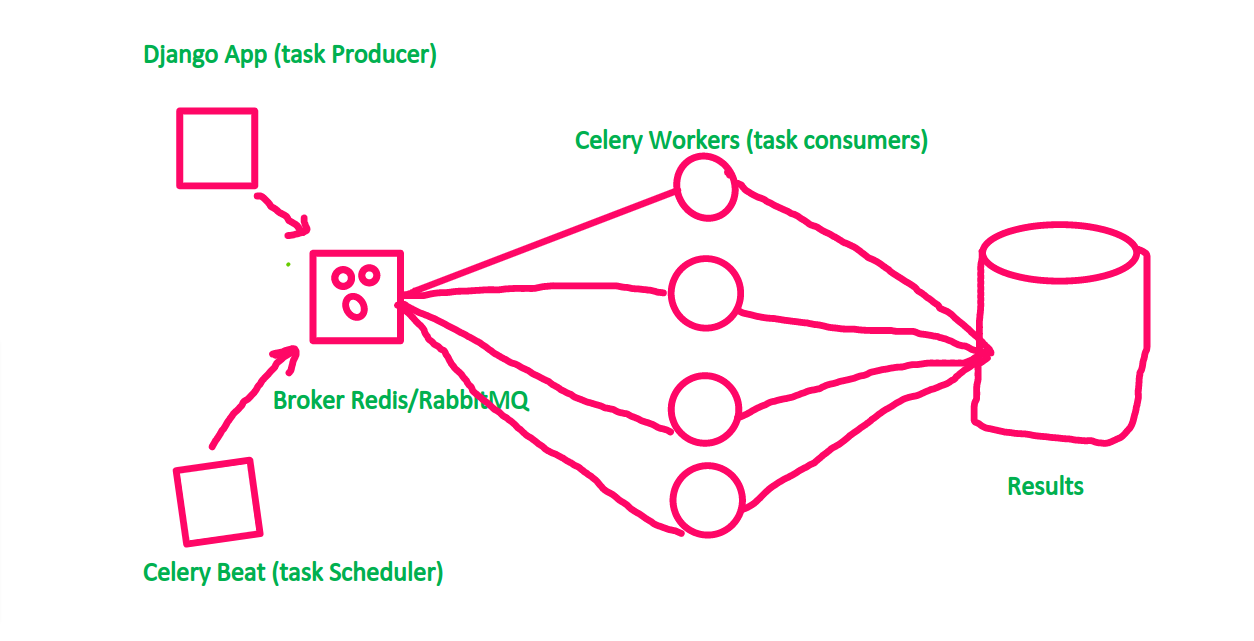 Django App (task Producer)
Celery Workers (task consumers)
Broker Redis/RabbitMQ
Results
Celery Beat (task Scheduler)